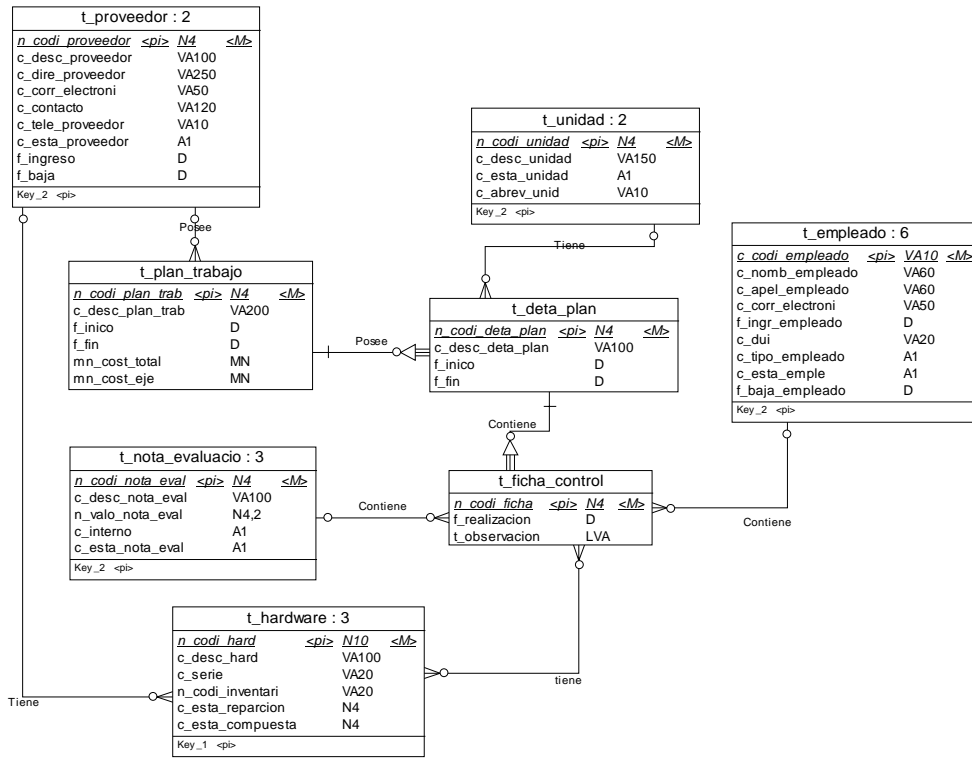 t_proveedor : 2
n_codi_proveedor <pi> N4 <M>
c_desc_proveedor VA100
c_dire_proveedor VA250
c_corr_electroni VA50
c_contacto VA120
c_tele_proveedor VA10
c_esta_proveedor A1
f_ingreso D
f_baja D
Key_2 <pi>
t_unidad : 2
n_codi_unidad <pi> N4 <M>
c_desc_unidad VA150
c_esta_unidad A1
c_abrev_unid VA10
Key_2 <pi>
Posee
Tiene
t_empleado : 6
c_codi_empleado <pi> VA10 <M>
c_nomb_empleado VA60
c_apel_empleado VA60
c_corr_electroni VA50
f_ingr_empleado D
c_dui VA20
c_tipo_empleado A1
c_esta_emple A1
f_baja_empleado D
Key_2 <pi>
t_plan_trabajo
n_codi_plan_trab <pi> N4 <M>
c_desc_plan_trab VA200
f_inico D
f_fin D
mn_cost_total MN
mn_cost_eje MN
Posee
t_deta_plan
n_codi_deta_plan <pi> N4 <M>
c_desc_deta_plan VA100
f_inico D
f_fin D
Contiene
t_nota_evaluacio : 3
n_codi_nota_eval <pi> N4 <M>
c_desc_nota_eval VA100
n_valo_nota_eval N4,2
c_interno A1
c_esta_nota_eval A1
Key_2 <pi>
Contiene
t_ficha_control
n_codi_ficha <pi> N4 <M>
f_realizacion D
t_observacion LVA
Contiene
t_hardware : 3
n_codi_hard <pi> N10 <M>
c_desc_hard VA100
c_serie VA20
n_codi_inventari VA20
c_esta_reparcion N4
c_esta_compuesta N4
Key_1 <pi>
Tiene
tiene